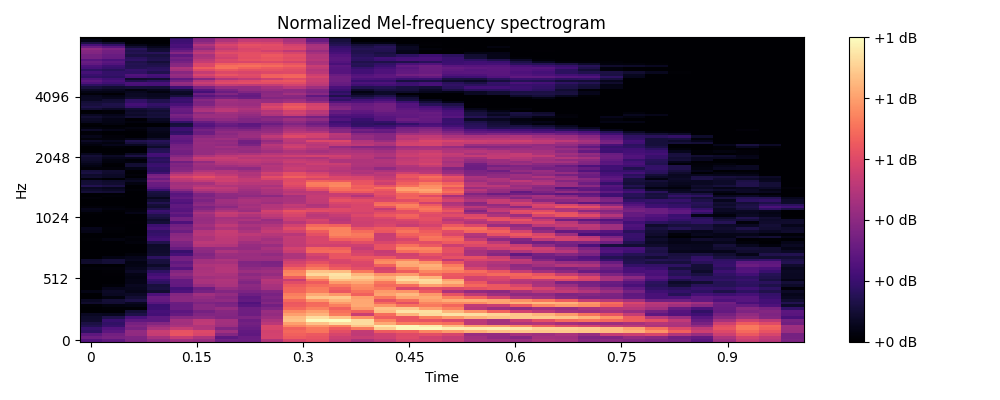 Normalized Mel-frequency spectrogram
Hz
4096
2048
1024
512
0
0 0.15 0.3 0.45 0.6 0.75 0.9
Time
+1 dB
+1 dB
+1 dB
+0 dB
+0 dB
+0 dB